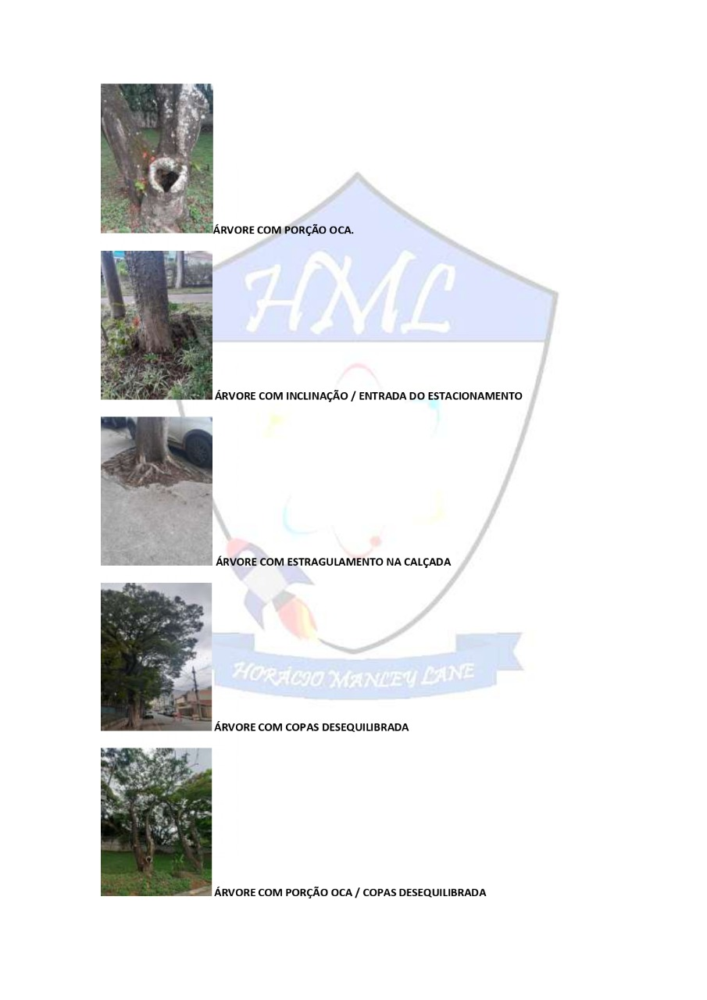 ÁRVORE COM PORÇÃO OCA.
HML
ÁRVORE COM INCLINAÇÃO / ENTRADA DO ESTACIONAMENTO
ÁRVORE COM ESTRAGULAMENTO NA CALÇADA
HORÁCIO MANLEY LANE
ÁRVORE COM COPAS DESEQUILIBRADA
ÁRVORE COM PORÇÃO OCA / COPAS DESEQUILIBRADA